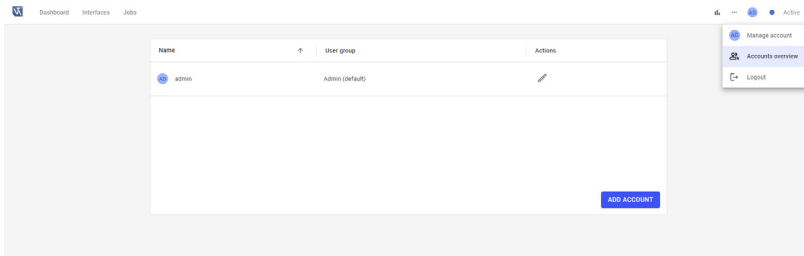 Dashboard Interfaces Jobs AD Active
AD Manage account
Accounts overview
Logout
Name User group Actions
AD admin Admin (default)
ADD ACCOUNT